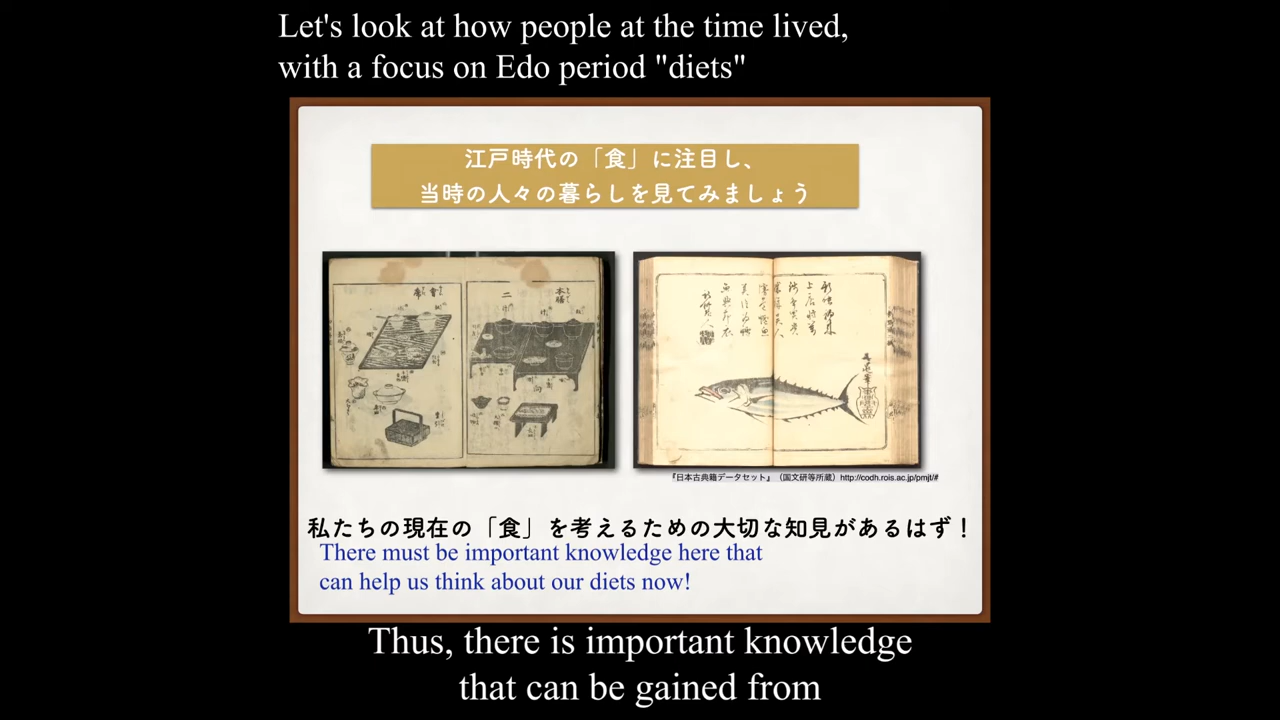 Let's look at how people at the time lived,
with a focus on Edo period "diets"
江戸時代の「食」に注目し、
当時の人々の暮らしを見てみましょう
會席
二
本膳
『日本古典籍データセット』（国文研等所蔵）http://codh.rois.ac.jp/pmjt/#
私たちの現在の「食」を考えるための大切な知見があるはず！
There must be important knowledge here that
can help us think about our diets now!
Thus, there is important knowledge
that can be gained from